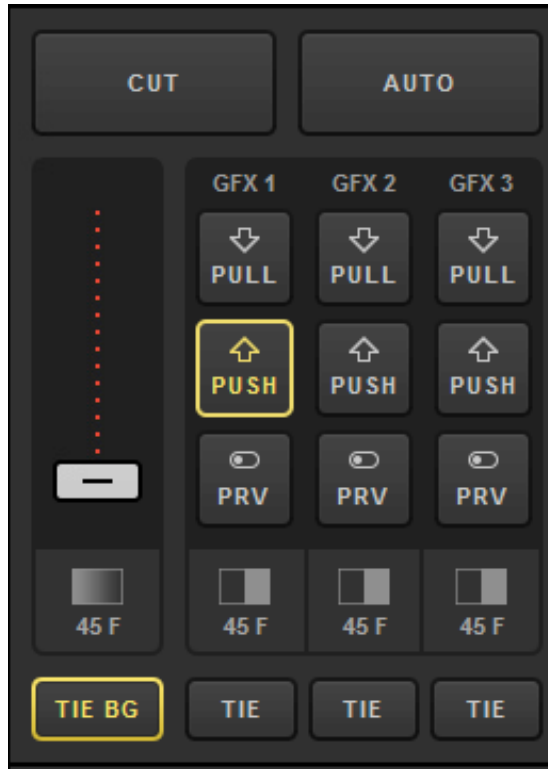 CUT AUTO
GFX 1 GFX 2 GFX 3
PULL PULL PULL
PUSH PUSH PUSH
PRV PRV PRV
45 F 45 F 45 F 45 F
TIE BG TIE TIE TIE